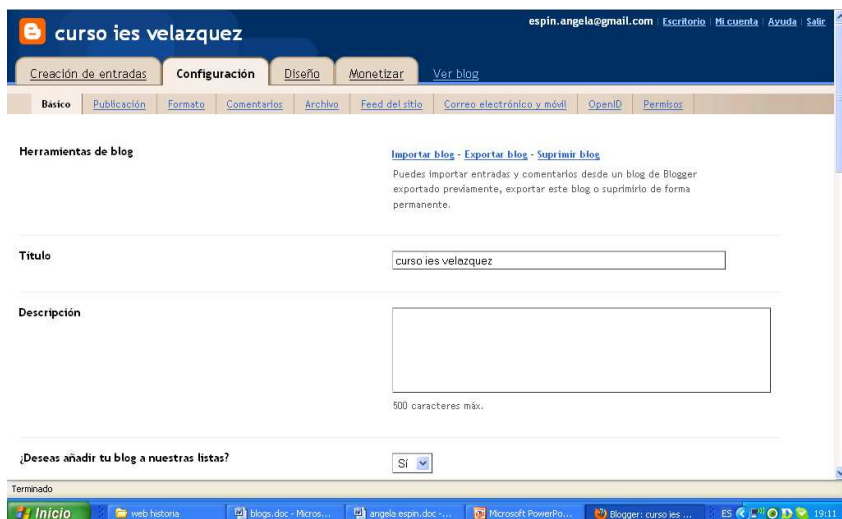 espin.angela@gmail.com | Escritorio | Mi cuenta | Ayuda | Salir
curso ies velazquez
Creación de entradas Configuración Diseño Monetizar Ver blog
Básico Publicación Formato Comentarios Archivo Feed del sitio Correo electrónico y móvil OpenID Permisos
Herramientas de blog
Importar blog - Exportar blog - Suprimir blog
Puedes importar entradas y comentarios desde un blog de Blogger
exportado previamente, exportar este blog o suprimirlo de forma
permanente.
Título
curso ies velazquez
Descripción
500 caracteres máx.
¿Deseas añadir tu blog a nuestras listas?
Sí
Terminado
Inicio web historia blogs.doc - Micros... angela espin.doc -... Microsoft PowerPo... Blogger: curso ies ... ES 19:11